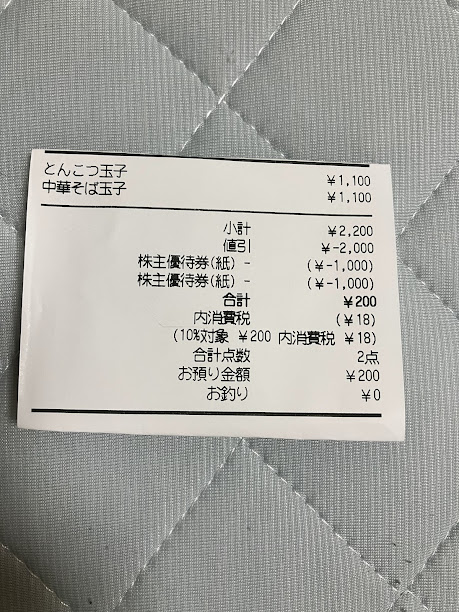 とんこつ玉子 ¥1,100
中華そば玉子 ¥1,100
小計 ¥2,200
値引 ¥-2,000
株主優待券(紙) - (¥-1,000)
株主優待券(紙) - (¥-1,000)
合計 ¥200
内消費税 (¥18)
(10%対象 ¥200 内消費税 ¥18)
合計点数 2点
お預り金額 ¥200
お釣り ¥0